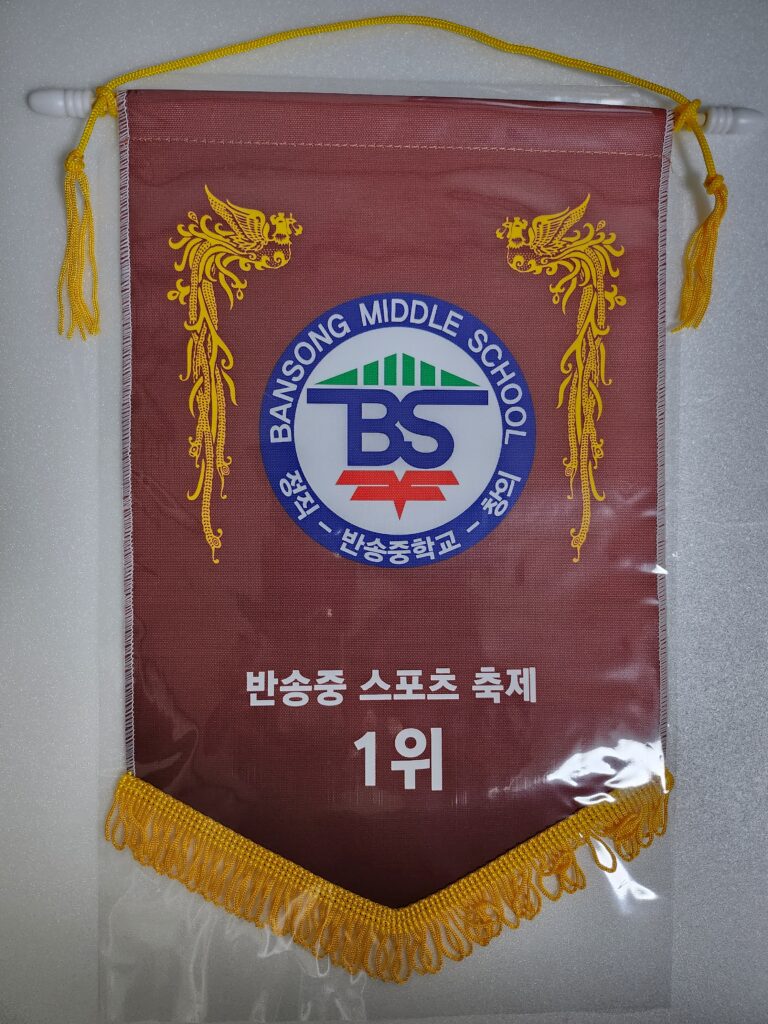 BANSONG MIDDLE SCHOOL
BS
정직 - 반송중학교 - 창의
반송중 스포츠 축제
1위